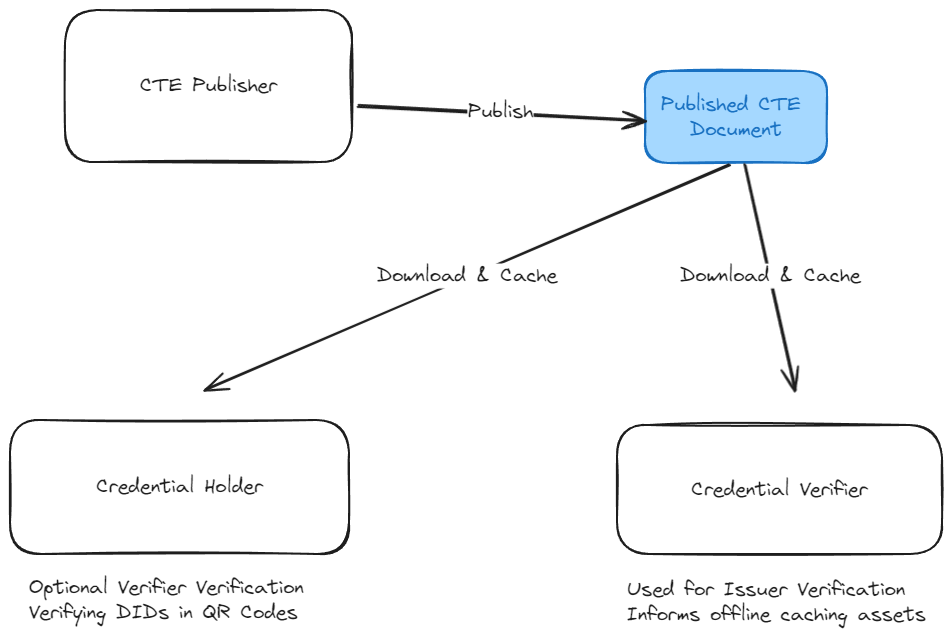 CTE Publisher
Publish
Published CTE
Document
Download & Cache
Download & Cache
Credential Holder
Credential Verifier
Optional Verifier Verification
Verifying DIDs in QR Codes
Used for Issuer Verification
Informs offline caching assets